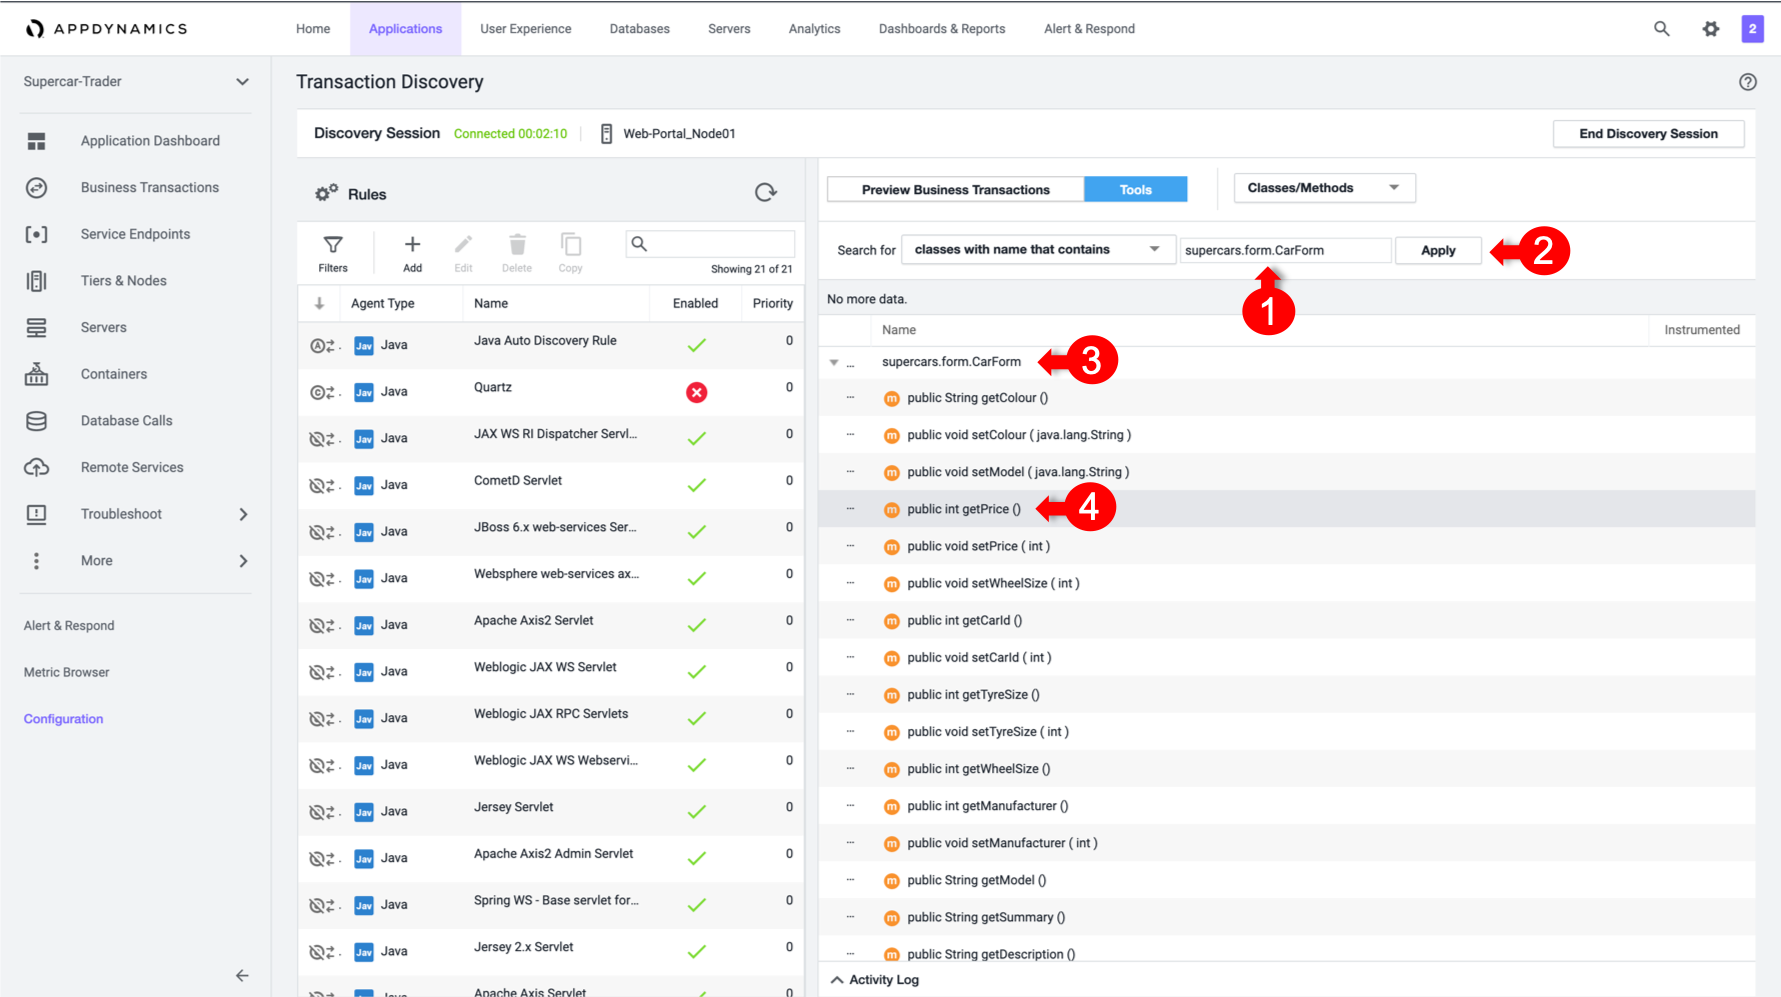 APPDYNAMICS
Home
Applications
User Experience
Databases
Servers
Analytics
Dashboards & Reports
Alert & Respond
2
Supercar-Trader
Application Dashboard
Business Transactions
Service Endpoints
Tiers & Nodes
Servers
Containers
Database Calls
Remote Services
Troubleshoot
More
Alert & Respond
Metric Browser
Configuration
Transaction Discovery
Discovery Session Connected 00:02:10 Web-Portal_Node01
End Discovery Session
Rules
Filters
Add
Edit
Delete
Copy
Showing 21 of 21
Agent Type Name Enabled Priority
Jav Java Java Auto Discovery Rule 0
Jav Java Quartz 0
Jav Java JAX WS RI Dispatcher Servl... 0
Jav Java CometD Servlet 0
Jav Java JBoss 6.x web-services Ser... 0
Jav Java Websphere web-services ax... 0
Jav Java Apache Axis2 Servlet 0
Jav Java Weblogic JAX WS Servlet 0
Jav Java Weblogic JAX RPC Servlets 0
Jav Java Weblogic JAX WS Webservi... 0
Jav Java Jersey Servlet 0
Jav Java Apache Axis2 Admin Servlet 0
Jav Java Spring WS - Base servlet for... 0
Jav Java Jersey 2.x Servlet 0
Java Apache Axis Servlet 0
Preview Business Transactions
Tools
Classes/Methods
Search for classes with name that contains supercars.form.CarForm Apply
2
1
No more data.
Name Instrumented
... supercars.form.CarForm
3
... m public String getColour ()
... m public void setColour ( java.lang.String )
... m public void setModel ( java.lang.String )
... m public int getPrice ()
4
... m public void setPrice ( int )
... m public void setWheelSize ( int )
... m public int getCarId ()
... m public void setCarId ( int )
... m public int getTyreSize ()
... m public void setTyreSize ( int )
... m public int getWheelSize ()
... m public int getManufacturer ()
... m public void setManufacturer ( int )
... m public String getModel ()
... m public String getSummary ()
... m public String getDescription ()
Activity Log